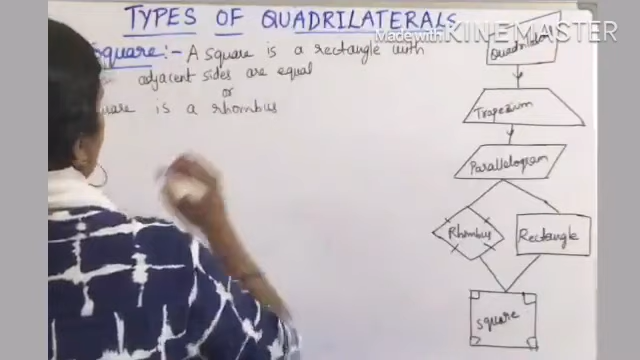 TYPES OF QUADRILATERALS
Made with KINEMASTER
Square:- A square is a rectangle with
adjacent sides are equal
or
is a rhombus
Trapezium
Parallelogram
Rhombus
Rectangle
square